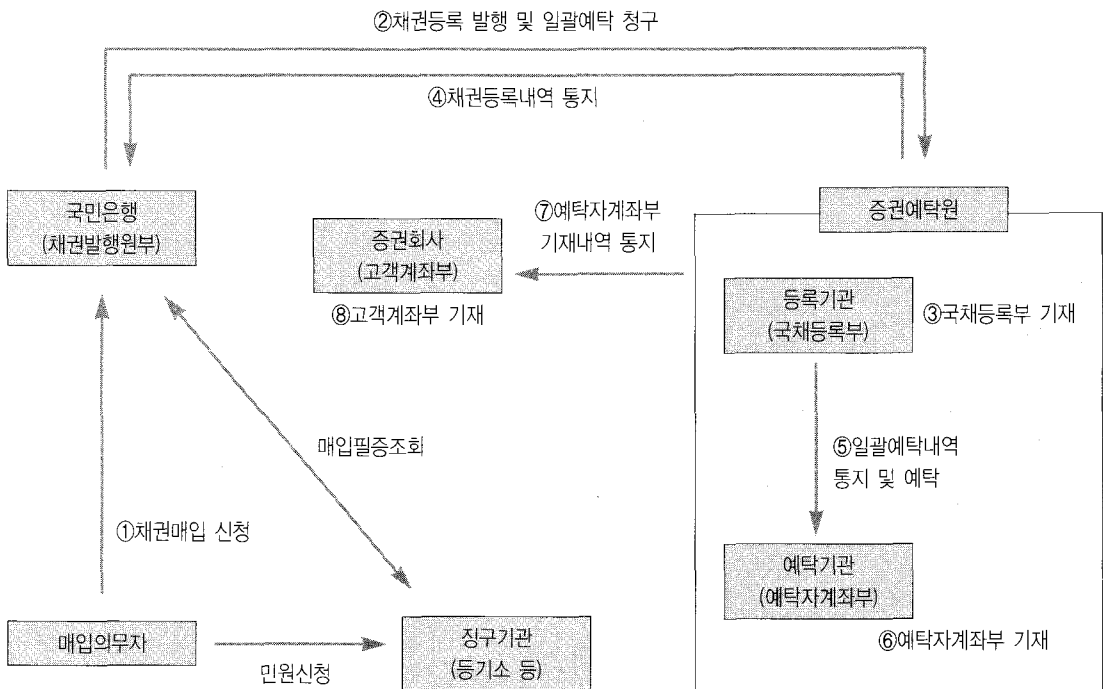 ②채권등록 발행 및 일괄예탁 청구
④채권등록내역 통지
국민은행
(채권발행원부)
증권회사
(고객계좌부)
⑧고객계좌부 기재
⑦예탁자계좌부
기재내역 통지
증권예탁원
등록기관
(국채등록부)
③국채등록부 기재
매입필증조회
⑤일괄예탁내역
통지 및 예탁
①채권매입 신청
예탁기관
(예탁자계좌부)
⑥예탁자계좌부 기재
매입의무자
민원신청
징구기관
(등기소 등)